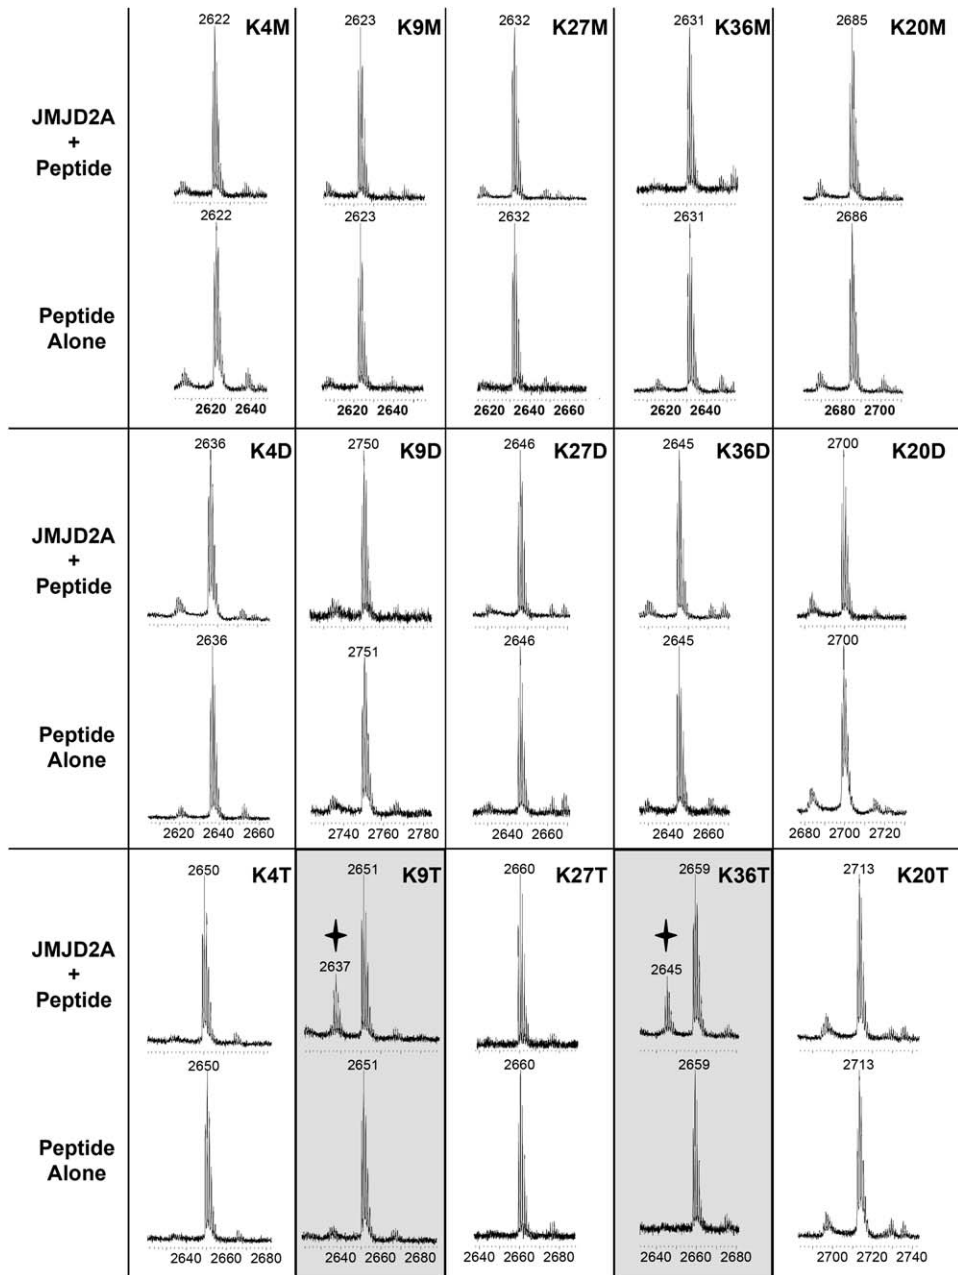 2622 K4M 2623 K9M 2632 K27M 2631 K36M 2685 K20M
JMJD2A
+
Peptide
2622 2623 2632 2631 2686
Peptide
Alone
2620 2640 2620 2640 2620 2640 2660 2620 2640 2680 2700
2636 K4D 2750 K9D 2646 K27D 2645 K36D 2700 K20D
JMJD2A
+
Peptide
2636 2751 2646 2645 2700
Peptide
Alone
2620 2640 2660 2740 2760 2780 2640 2660 2640 2660 2680 2700 2720
2650 K4T 2651 K9T 2660 K27T 2659 K36T 2713 K20T
JMJD2A
+
Peptide
2637 2645
2650 2651 2660 2659 2713
Peptide
Alone
2640 2660 2680 2640 2660 2680 2640 2660 2680 2640 2660 2680 2700 2720 2740